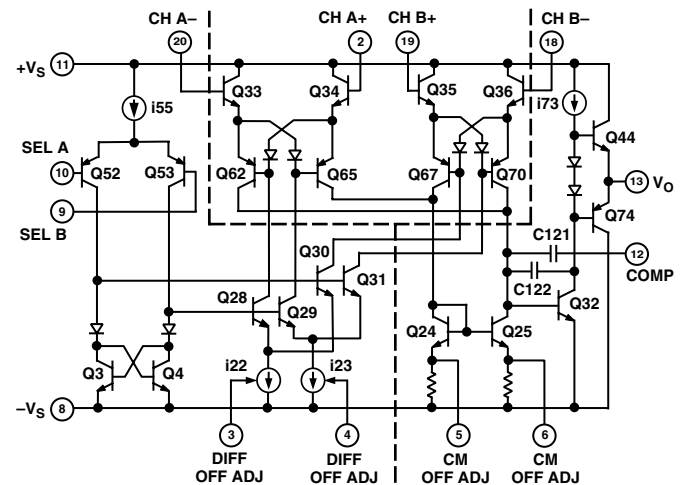 CH A– CH A+ CH B+ CH B–
20 2 19 18
+VS 11
Q33 Q34 Q35 Q36 i73
i55 Q44
SEL A
10 Q52 Q53 Q62 Q65 Q67 Q70 13 VO
9 Q74
SEL B
C121
Q30 12
Q31 COMP
C122
Q28 Q29 Q32
Q24 Q25
Q3 Q4 i22 i23
–VS 8
3 4 5 6
DIFF DIFF CM CM
OFF ADJ OFF ADJ OFF ADJ OFF ADJ